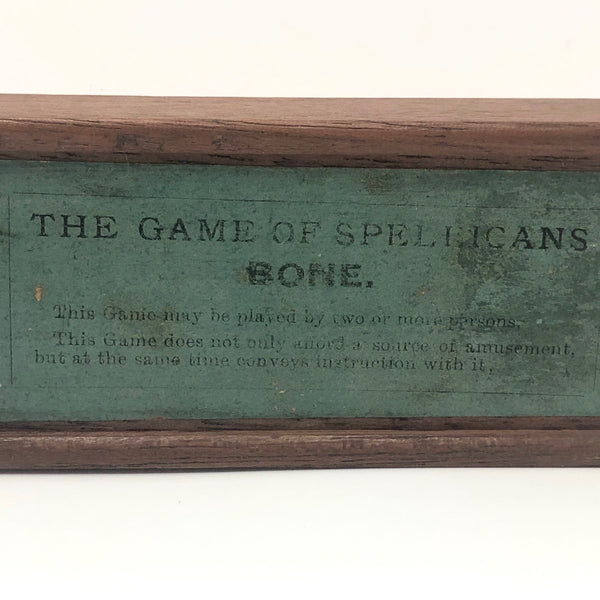 THE GAME OF SPELLICANS
BONE.
This Game may be played by two or more persons.
This Game does not only afford a source of amusement,
but at the same time conveys instruction with it.